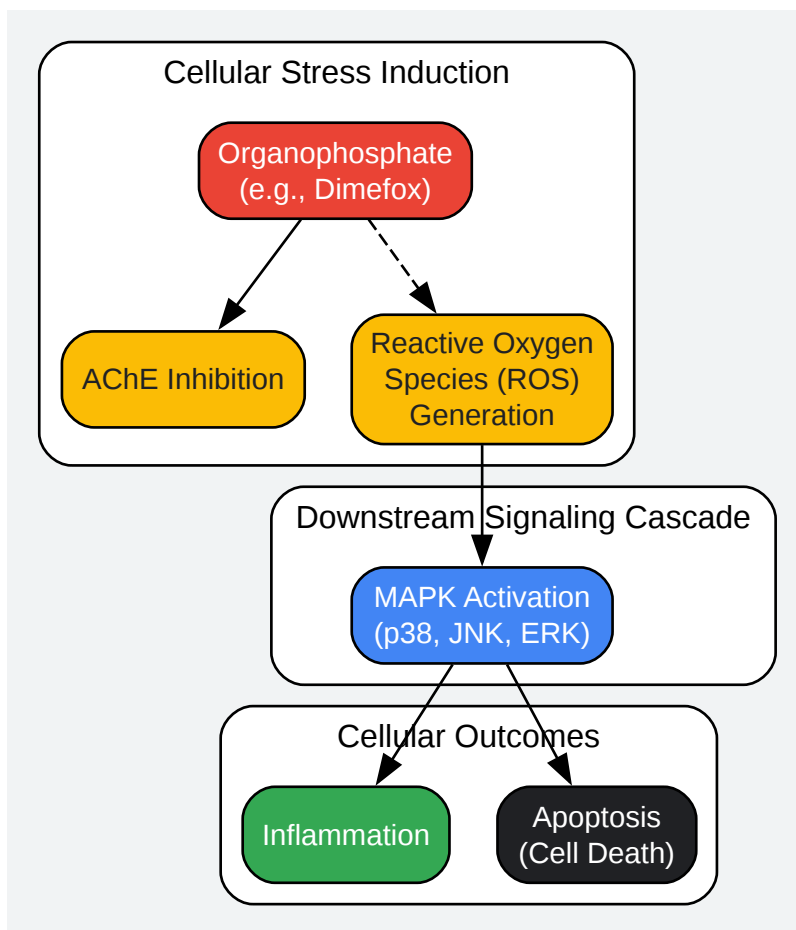 Cellular Stress Induction
Organophosphate
(e.g., Dimefox)
AChE Inhibition
Reactive Oxygen
Species (ROS)
Generation
Downstream Signaling Cascade
MAPK Activation
(p38, JNK, ERK)
Cellular Outcomes
Inflammation
Apoptosis
(Cell Death)